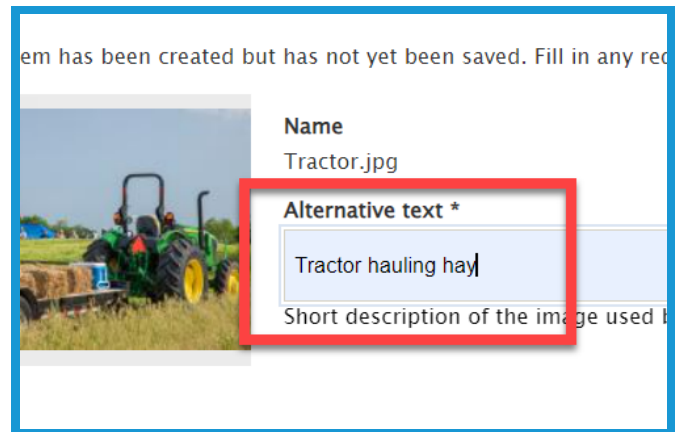 em has been created but has not yet been saved. Fill in any
Name
Tractor.jpg
Alternative text *
Tractor hauling hay
Short description of the image used